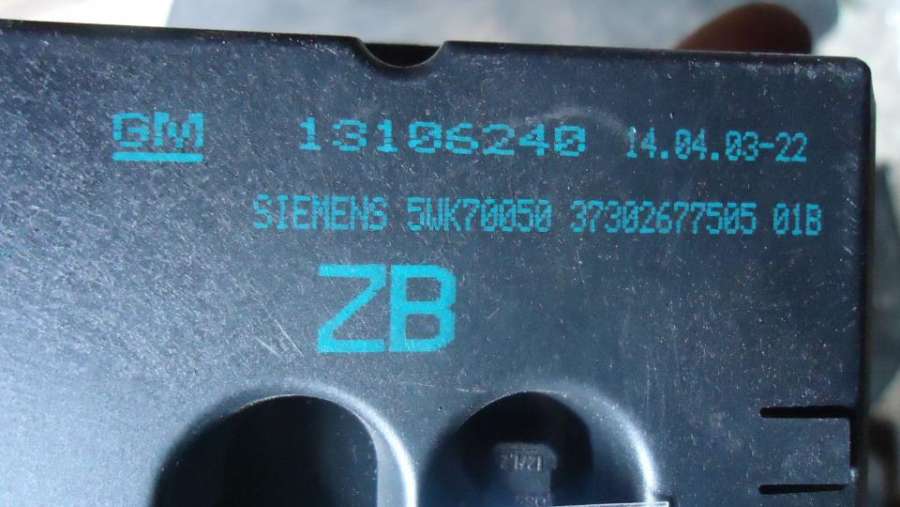 GM 13106240 14.04.03-22
SIEMENS 5WK70050 37302677505 01B
ZB